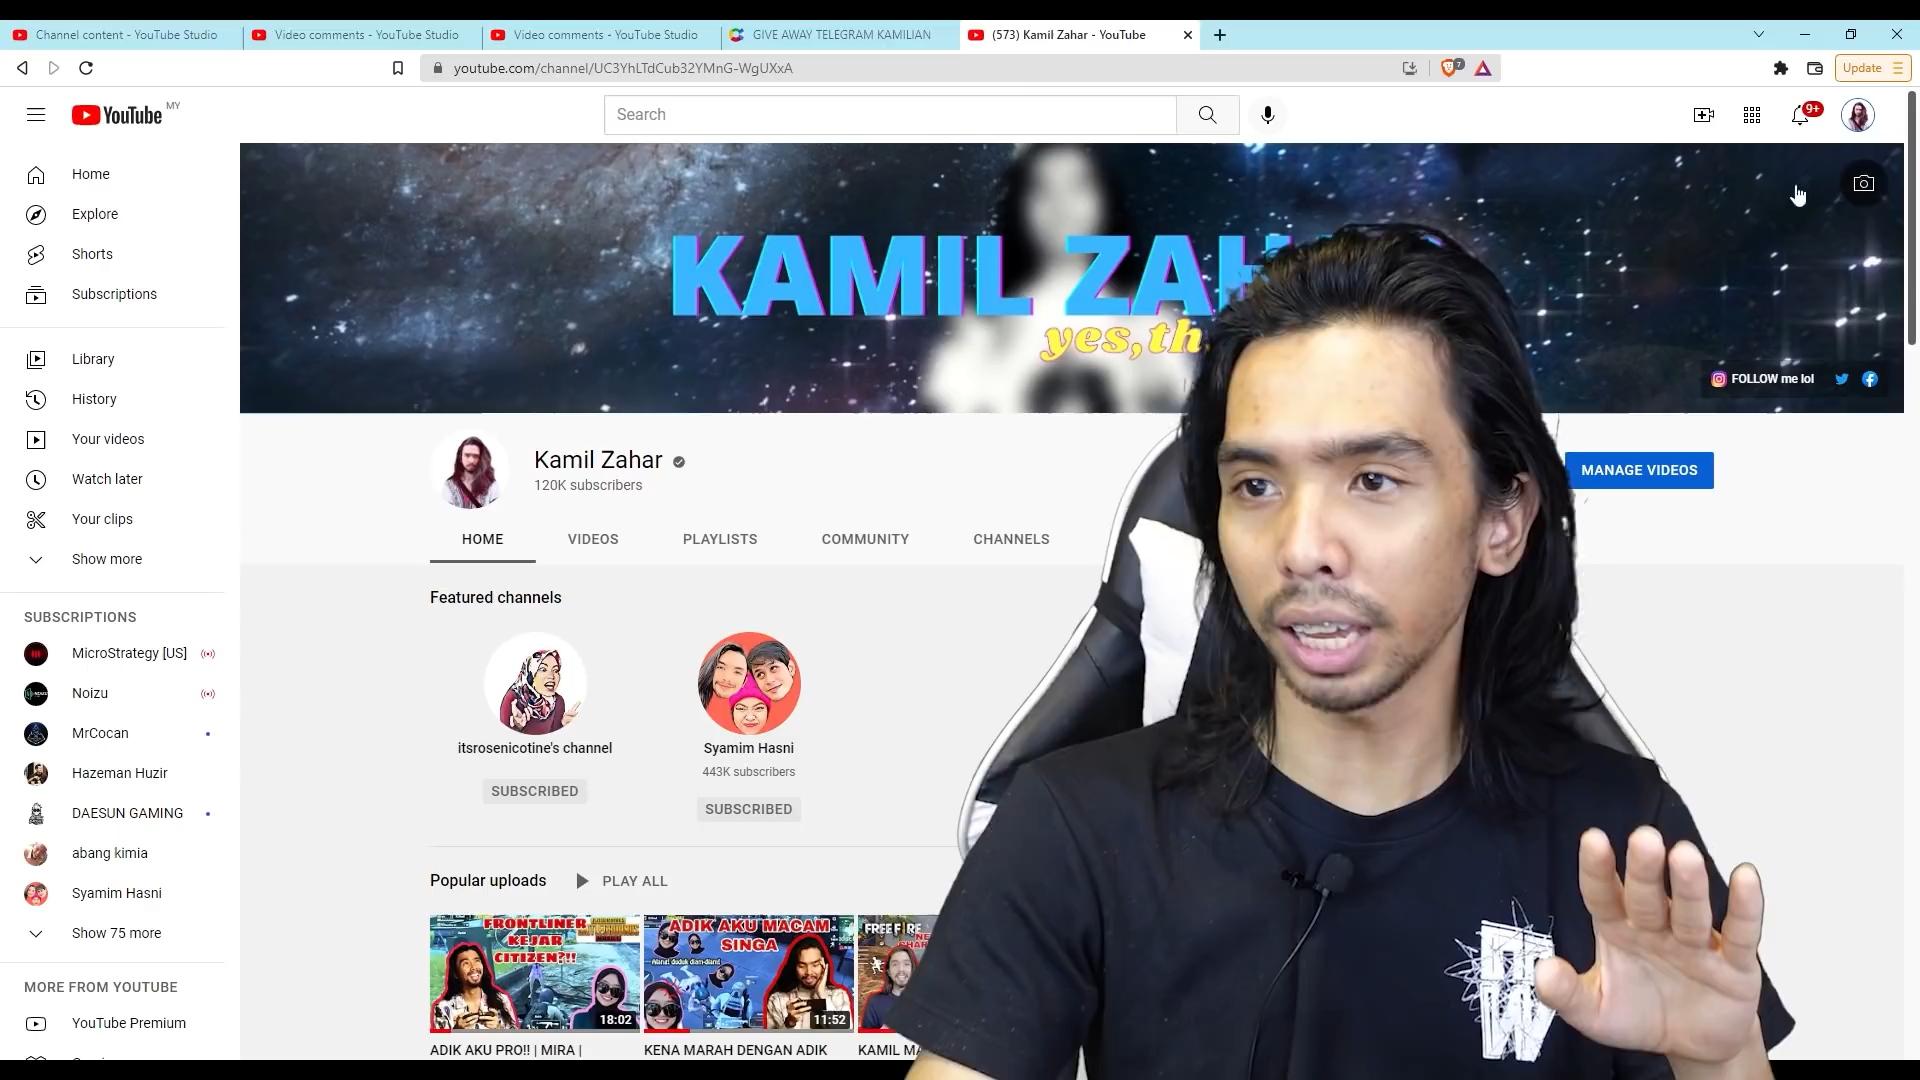 Channel content - YouTube Studio
Video comments - YouTube Studio
Video comments - YouTube Studio
GIVE AWAY TELEGRAM KAMILIAN
(573) Kamil Zahar - YouTube
youtube.com/channel/UC3YhLTdCub32YMnG-WgUXxA
7
Update
YouTube MY
Search
9+
Home
Explore
Shorts
Subscriptions
Library
History
Your videos
Watch later
Your clips
Show more
SUBSCRIPTIONS
MicroStrategy [US]
Noizu
MrCocan
Hazeman Huzir
DAESUN GAMING
abang kimia
Syamim Hasni
Show 75 more
MORE FROM YOUTUBE
YouTube Premium
KAMIL ZAH
yes,th
FOLLOW me lol
Kamil Zahar
120K subscribers
MANAGE VIDEOS
HOME
VIDEOS
PLAYLISTS
COMMUNITY
CHANNELS
Featured channels
itsrosenicotine's channel
SUBSCRIBED
Syamim Hasni
443K subscribers
SUBSCRIBED
Popular uploads
PLAY ALL
FRONTLINER
KEJAR
CITIZEN?!!
18:02
ADIK AKU PRO!! | MIRA |
ADIK AKU MACAM
SINGA
11:52
KENA MARAH DENGAN ADIK
FREE FIRE
KAMIL MA